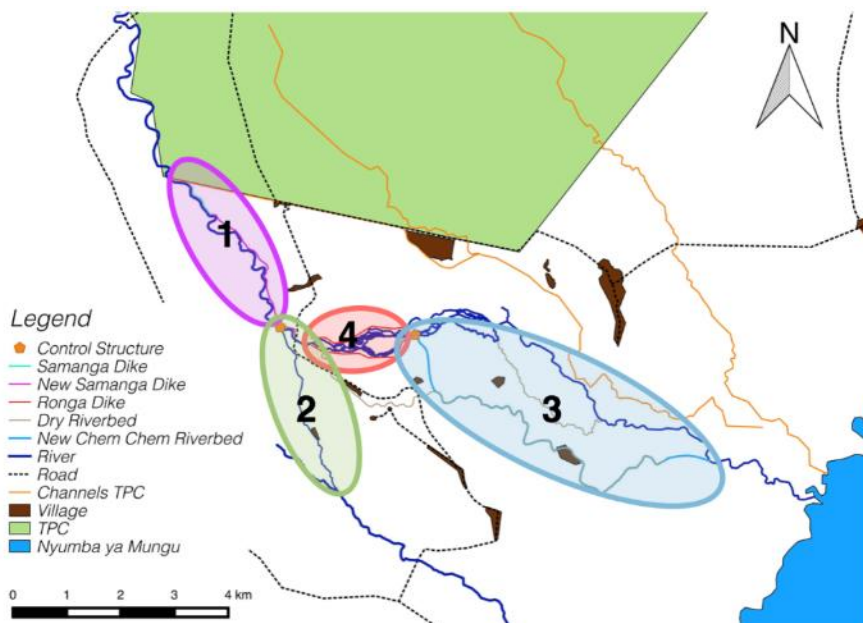 N
1
4
3
2
Legend
Control Structure
Samanga Dike
New Samanga Dike
Ronga Dike
Dry Riverbed
New Chem Chem Riverbed
River
Road
Channels TPC
Village
TPC
Nyumba ya Mungu
0 1 2 3 4 km